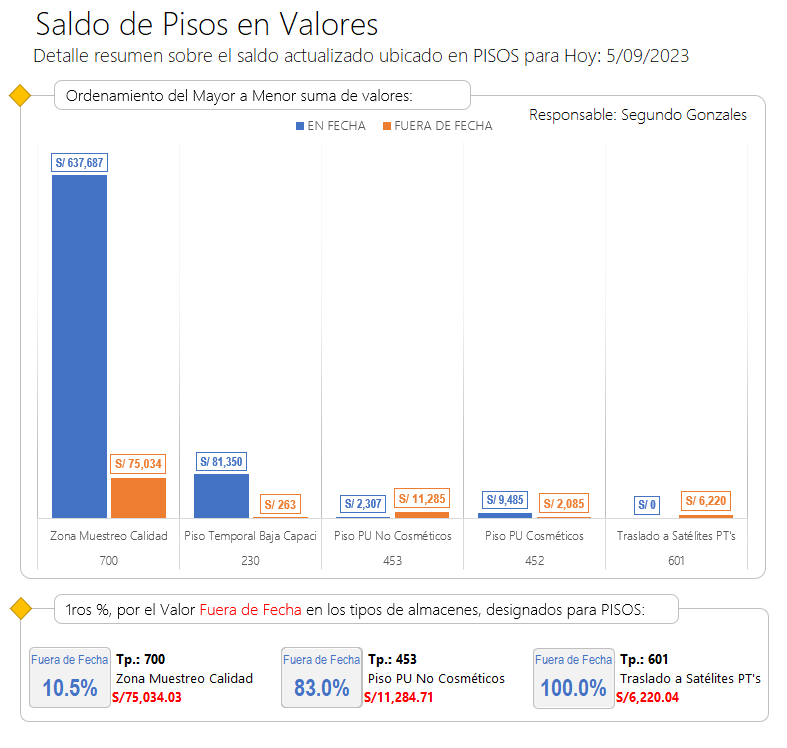 Saldo de Pisos en Valores
Detalle resumen sobre el saldo actualizado ubicado en PISOS para Hoy: 5/09/2023
Ordenamiento del Mayor a Menor suma de valores:
Responsable: Segundo Gonzales
EN FECHA FUERA DE FECHA
S/ 637,687
S/ 75,034
S/ 81,350
S/ 263
S/ 2,307
S/ 11,285
S/ 9,485
S/ 2,085
S/ 0
S/ 6,220
Zona Muestreo Calidad Piso Temporal Baja Capaci Piso PU No Cosméticos Piso PU Cosméticos Traslado a Satélites PT's
700 230 453 452 601
1ros %, por el Valor Fuera de Fecha en los tipos de almacenes, designados para PISOS:
Fuera de Fecha
10.5%
Tp.: 700
Zona Muestreo Calidad
S/75,034.03
Fuera de Fecha
83.0%
Tp.: 453
Piso PU No Cosméticos
S/11,284.71
Fuera de Fecha
100.0%
Tp.: 601
Traslado a Satélites PT's
S/6,220.04